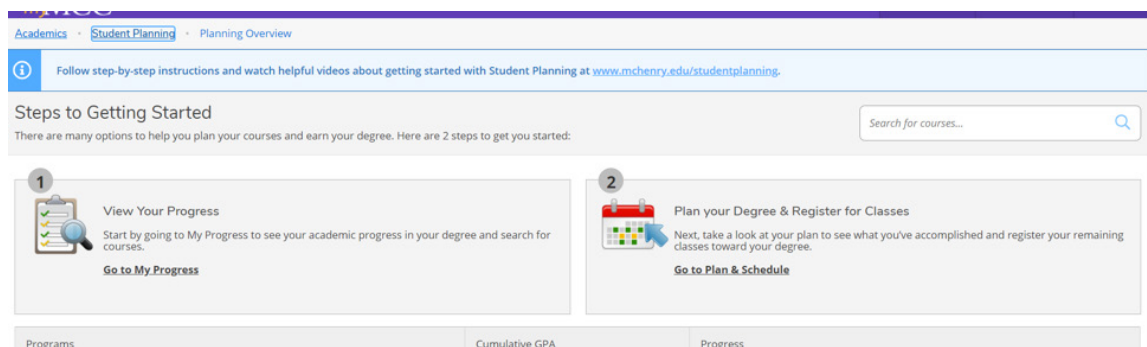 myMCC
Academics · Student Planning · Planning Overview
Follow step-by-step instructions and watch helpful videos about getting started with Student Planning at www.mchenry.edu/studentplanning.
Steps to Getting Started
There are many options to help you plan your courses and earn your degree. Here are 2 steps to get you started:
Search for courses...
1
View Your Progress
Start by going to My Progress to see your academic progress in your degree and search for
courses.
Go to My Progress
2
Plan your Degree & Register for Classes
Next, take a look at your plan to see what you've accomplished and register your remaining
classes toward your degree.
Go to Plan & Schedule
Programs Cumulative GPA Progress